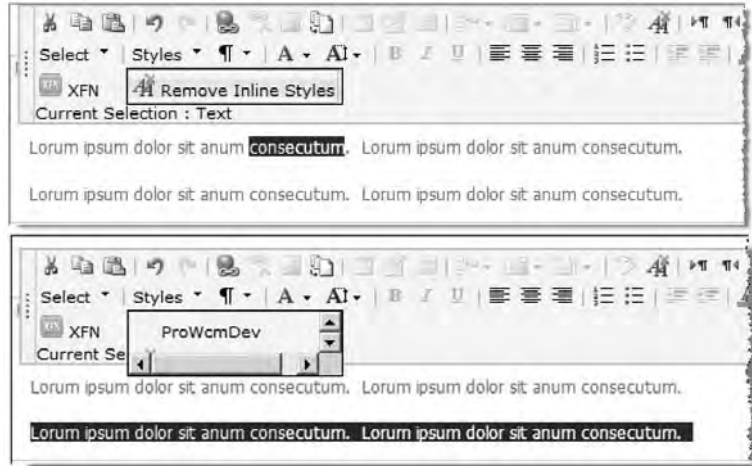 Select Styles ¶ A A B I U
XFN Remove Inline Styles
Current Selection : Text
Lorum ipsum dolor sit anum consecutum. Lorum ipsum dolor sit anum consecutum.
Lorum ipsum dolor sit anum consecutum. Lorum ipsum dolor sit anum consecutum.
Select Styles ¶ A A B I U
XFN ProWcmDev
Current Se
Lorum ipsum dolor sit anum consecutum. Lorum ipsum dolor sit anum consecutum.
Lorum ipsum dolor sit anum consecutum. Lorum ipsum dolor sit anum consecutum.